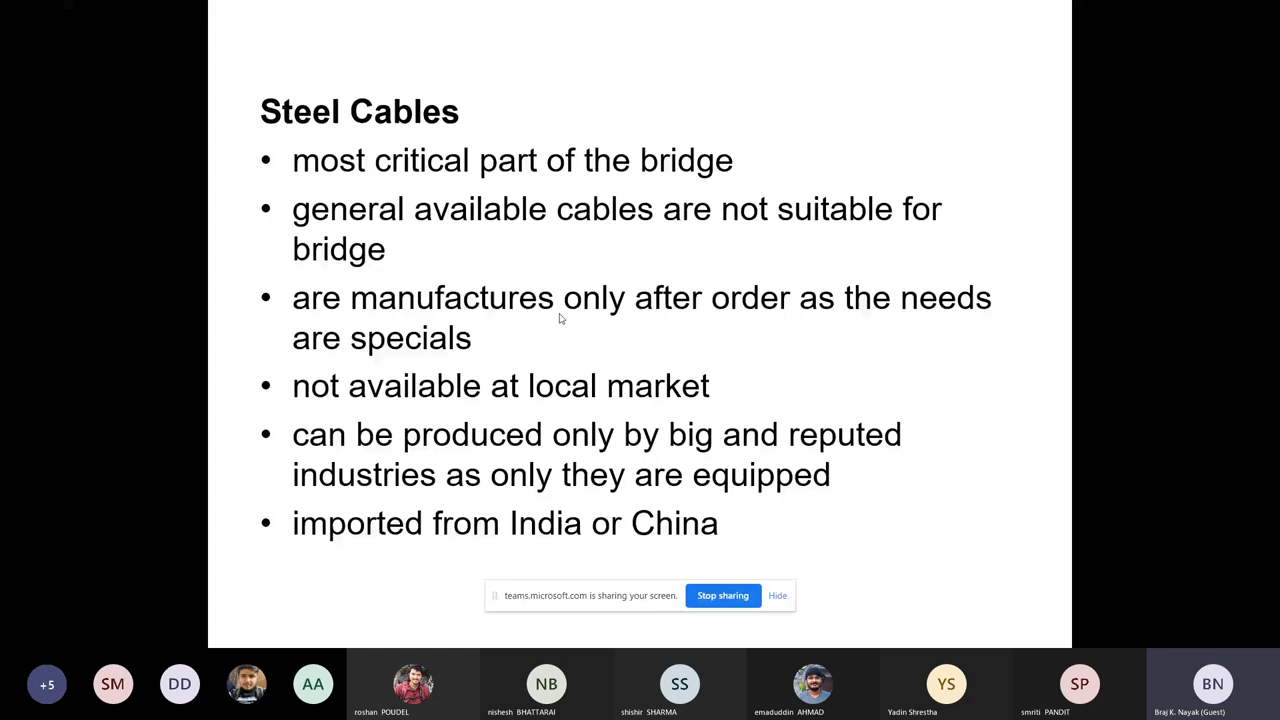 Steel Cables
• most critical part of the bridge
• general available cables are not suitable for
bridge
• are manufactures only after order as the needs
are specials
• not available at local market
• can be produced only by big and reputed
industries as only they are equipped
• imported from India or China
teams.microsoft.com is sharing your screen. Stop sharing Hide
+5 SM DD AA NB SS YS SP BN
roshan POUDEL nishesh BHATTARAI shishir SHARMA emaduddin AHMAD Yadin Shrestha smriti PANDIT Braj K. Nayak (Guest)